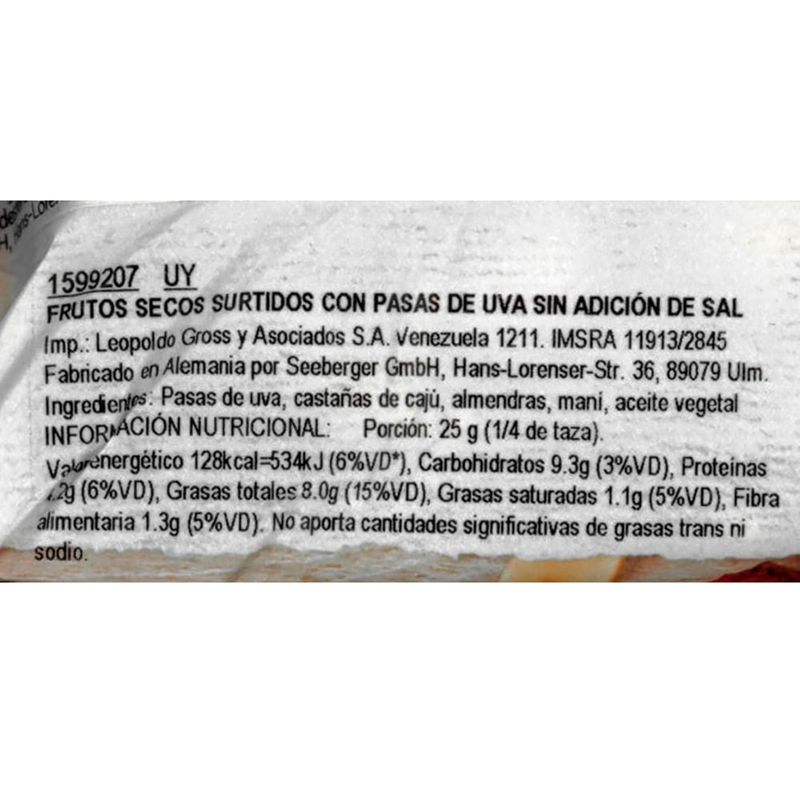 1599207 UY
FRUTOS SECOS SURTIDOS CON PASAS DE UVA SIN ADICIÓN DE SAL
Imp.: Leopoldo Gross y Asociados S.A. Venezuela 1211. IMSRA 11913/2845
Fabricado en Alemania por Seeberger GmbH, Hans-Lorenser-Str. 36, 89079 Ulm.
Ingredientes: Pasas de uva, castañas de cajú, almendras, maní, aceite vegetal
INFORMACIÓN NUTRICIONAL: Porción: 25 g (1/4 de taza).
Valor energético 128kcal=534kJ (6%VD*), Carbohidratos 9.3g (3%VD), Proteínas
(6%VD), Grasas totales 8.0g (15%VD), Grasas saturadas 1.1g (5%VD), Fibra
alimentaria 1.3g (5%VD). No aporta cantidades significativas de grasas trans ni
sodio.